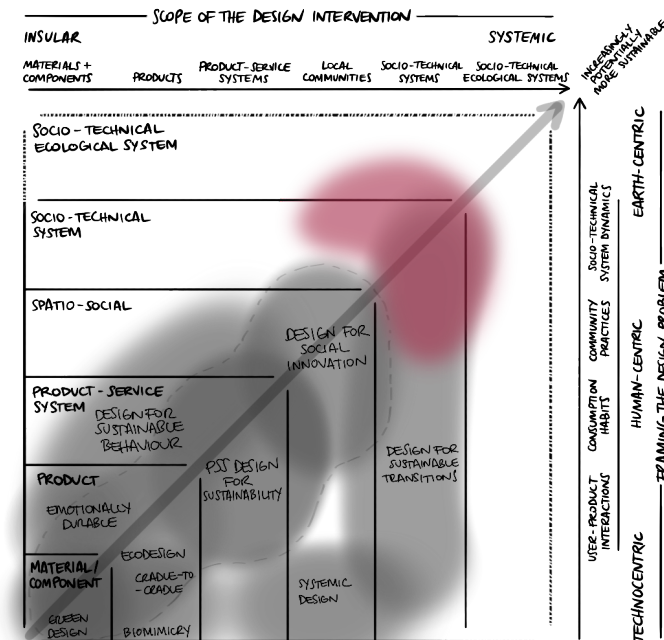 SCOPE OF THE DESIGN INTERVENTION
INSULAR
SYSTEMIC
MATERIALS +
COMPONENTS
PRODUCTS
PRODUCT-SERVICE
SYSTEMS
LOCAL
COMMUNITIES
SOCIO-TECHNICAL
SYSTEMS
SOCIO-TECHNICAL
ECOLOGICAL SYSTEMS
INCREASINGLY
POTENTIALLY
MORE SUSTAINABLE
SOCIO-TECHNICAL
ECOLOGICAL SYSTEM
SOCIO-TECHNICAL
SYSTEM
SPATIO-SOCIAL
DESIGN FOR
SOCIAL
INNOVATION
PRODUCT-SERVICE
SYSTEM
DESIGN FOR
SUSTAINABLE
BEHAVIOUR
PRODUCT
PSS DESIGN
FOR
SUSTAINABILITY
DESIGN FOR
SUSTAINABLE
TRANSITIONS
EMOTIONALLY
DURABLE
MATERIAL/
COMPONENT
ECODESIGN
CRADLE-TO
-CRADLE
SYSTEMIC
DESIGN
GREEN
DESIGN
BIOMIMICRY
SOCIO-TECHNICAL
SYSTEM DYNAMICS
COMMUNITY
PRACTICES
CONSUMPTION
HABITS
USER-PRODUCT
INTERACTIONS
EARTH-CENTRIC
HUMAN-CENTRIC
TECHNOCENTRIC
FRAMING THE DESIGN PROBLEM